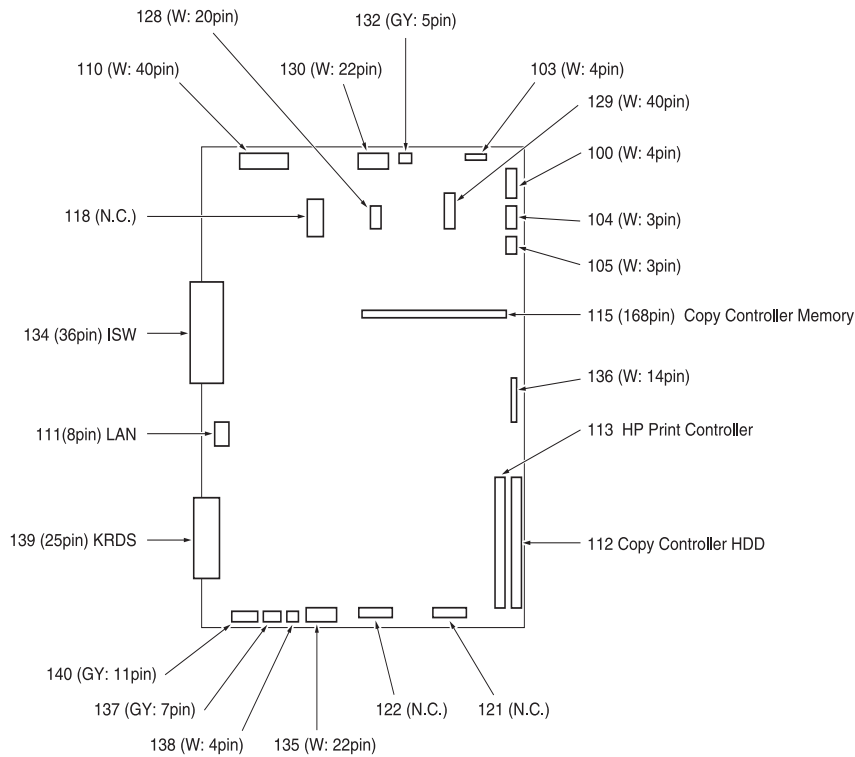 128 (W: 20pin)
132 (GY: 5pin)
110 (W: 40pin)
130 (W: 22pin)
103 (W: 4pin)
129 (W: 40pin)
100 (W: 4pin)
118 (N.C.)
104 (W: 3pin)
105 (W: 3pin)
134 (36pin) ISW
115 (168pin) Copy Controller Memory
136 (W: 14pin)
111(8pin) LAN
113 HP Print Controller
139 (25pin) KRDS
112 Copy Controller HDD
140 (GY: 11pin)
137 (GY: 7pin)
122 (N.C.)
121 (N.C.)
138 (W: 4pin)
135 (W: 22pin)